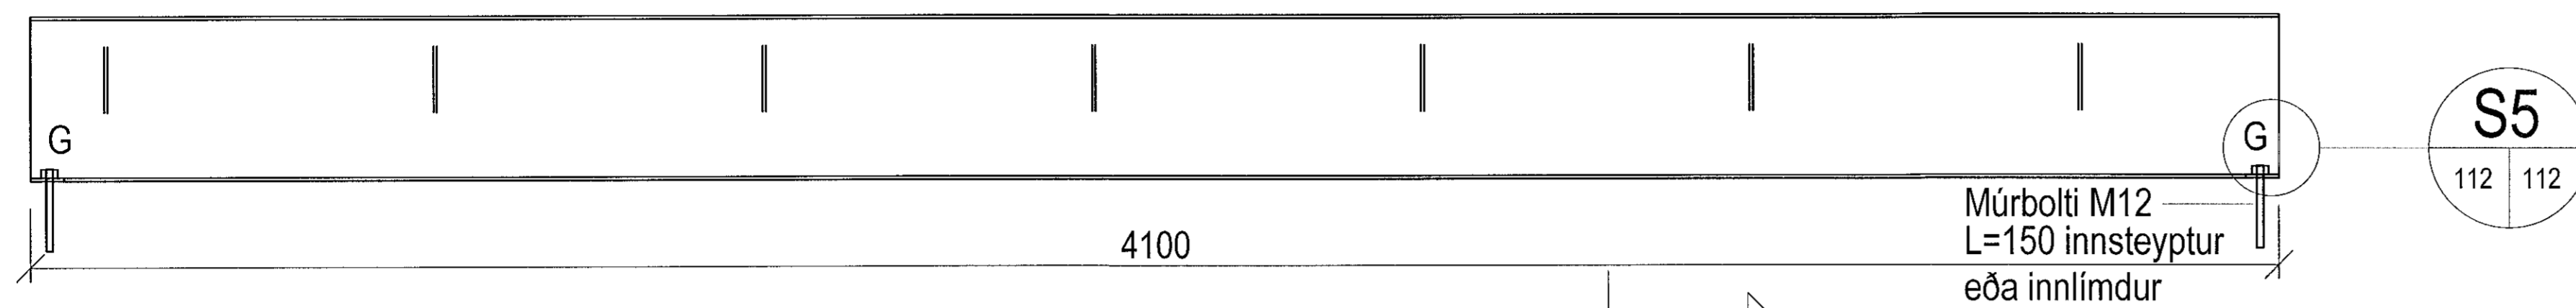 G
G
S5
112 112
Múrbolti M12
L=150 innsteyptur
eða innlímdur
4100